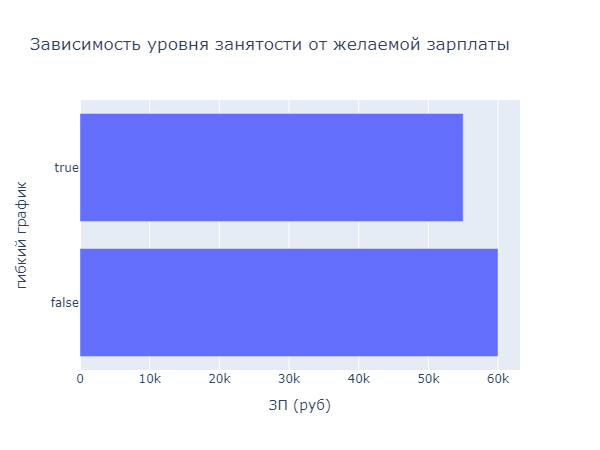 Зависимость уровня занятости от желаемой зарплаты
гибкий график
true
false
0 10k 20k 30k 40k 50k 60k
ЗП (руб)